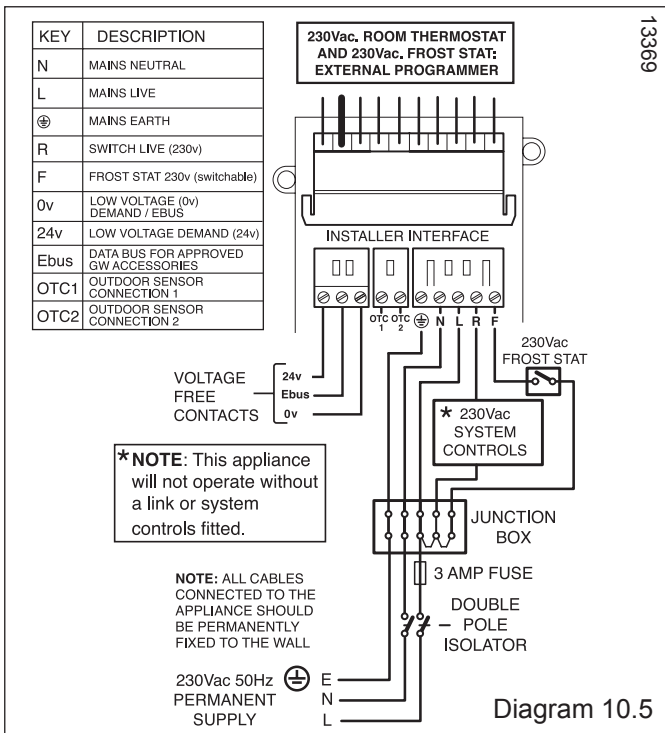 KEY DESCRIPTION
N MAINS NEUTRAL
L MAINS LIVE
⏚ MAINS EARTH
R SWITCH LIVE (230v)
F FROST STAT 230v (switchable)
0v LOW VOLTAGE (0v)
DEMAND / EBUS
24v LOW VOLTAGE DEMAND (24v)
Ebus DATA BUS FOR APPROVED
GW ACCESSORIES
OTC1 OUTDOOR SENSOR
CONNECTION 1
OTC2 OUTDOOR SENSOR
CONNECTION 2
230Vac. ROOM THERMOSTAT
AND 230Vac. FROST STAT:
EXTERNAL PROGRAMMER
13369
INSTALLER INTERFACE
OTC 1 OTC 2 ⏚ N L R F
230Vac
FROST STAT
VOLTAGE
FREE
CONTACTS
24v
Ebus
0v
* 230Vac
SYSTEM
CONTROLS
*NOTE: This appliance
will not operate without
a link or system
controls fitted.
JUNCTION
BOX
3 AMP FUSE
NOTE: ALL CABLES
CONNECTED TO THE
APPLIANCE SHOULD
BE PERMANENTLY
FIXED TO THE WALL
DOUBLE
POLE
ISOLATOR
230Vac 50Hz
PERMANENT
SUPPLY
⏚ E
N
L
Diagram 10.5